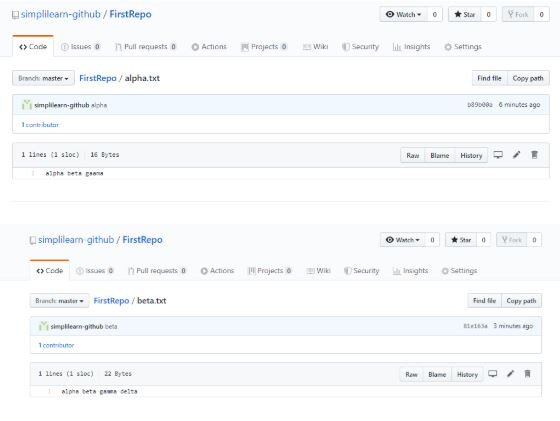 simplilearn-github / FirstRepo
Watch 0 Star 0 Fork 0
Code Issues 0 Pull requests 0 Actions Projects 0 Wiki Security Insights Settings
Branch: master FirstRepo / alpha.txt Find file Copy path
simplilearn-github alpha b89b00a 6 minutes ago
1 contributor
1 lines (1 sloc) 16 Bytes Raw Blame History
1 alpha beta gamma
simplilearn-github / FirstRepo
Watch 0 Star 0 Fork 0
Code Issues 0 Pull requests 0 Actions Projects 0 Wiki Security Insights Settings
Branch: master FirstRepo / beta.txt Find file Copy path
simplilearn-github beta 81e163a 3 minutes ago
1 contributor
1 lines (1 sloc) 22 Bytes Raw Blame History
1 alpha beta gamma delta